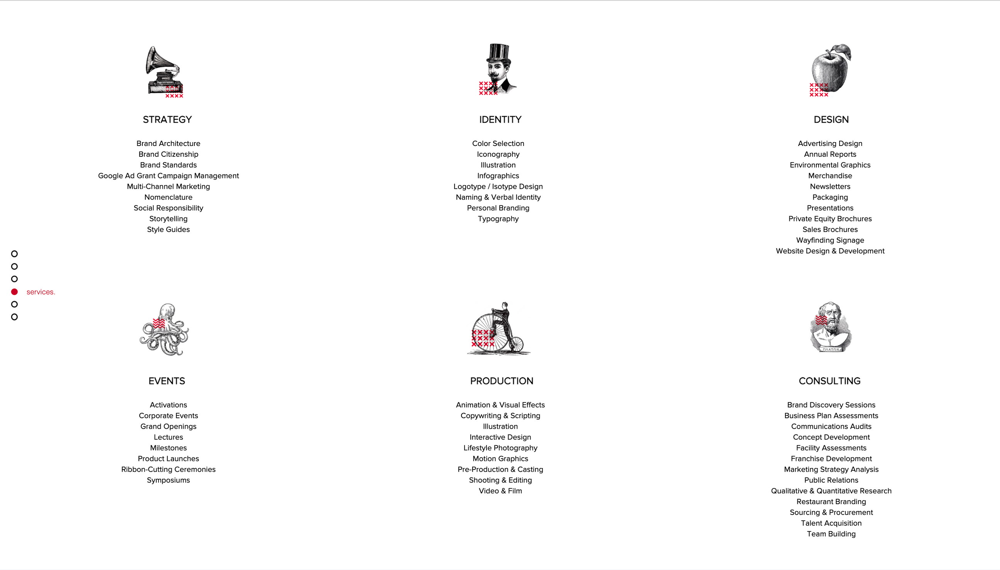 STRATEGY
Brand Architecture
Brand Citizenship
Brand Standards
Google Ad Grant Campaign Management
Multi-Channel Marketing
Nomenclature
Social Responsibility
Storytelling
Style Guides
IDENTITY
Color Selection
Iconography
Illustration
Infographics
Logotype / Isotype Design
Naming & Verbal Identity
Personal Branding
Typography
DESIGN
Advertising Design
Annual Reports
Environmental Graphics
Merchandise
Newsletters
Packaging
Presentations
Private Equity Brochures
Sales Brochures
Wayfinding Signage
Website Design & Development
services.
EVENTS
Activations
Corporate Events
Grand Openings
Lectures
Milestones
Product Launches
Ribbon-Cutting Ceremonies
Symposiums
PRODUCTION
Animation & Visual Effects
Copywriting & Scripting
Illustration
Interactive Design
Lifestyle Photography
Motion Graphics
Pre-Production & Casting
Shooting & Editing
Video & Film
ΠΛΑΤΩΝ
CONSULTING
Brand Discovery Sessions
Business Plan Assessments
Communications Audits
Concept Development
Facility Assessments
Franchise Development
Marketing Strategy Analysis
Public Relations
Qualitative & Quantitative Research
Restaurant Branding
Sourcing & Procurement
Talent Acquisition
Team Building